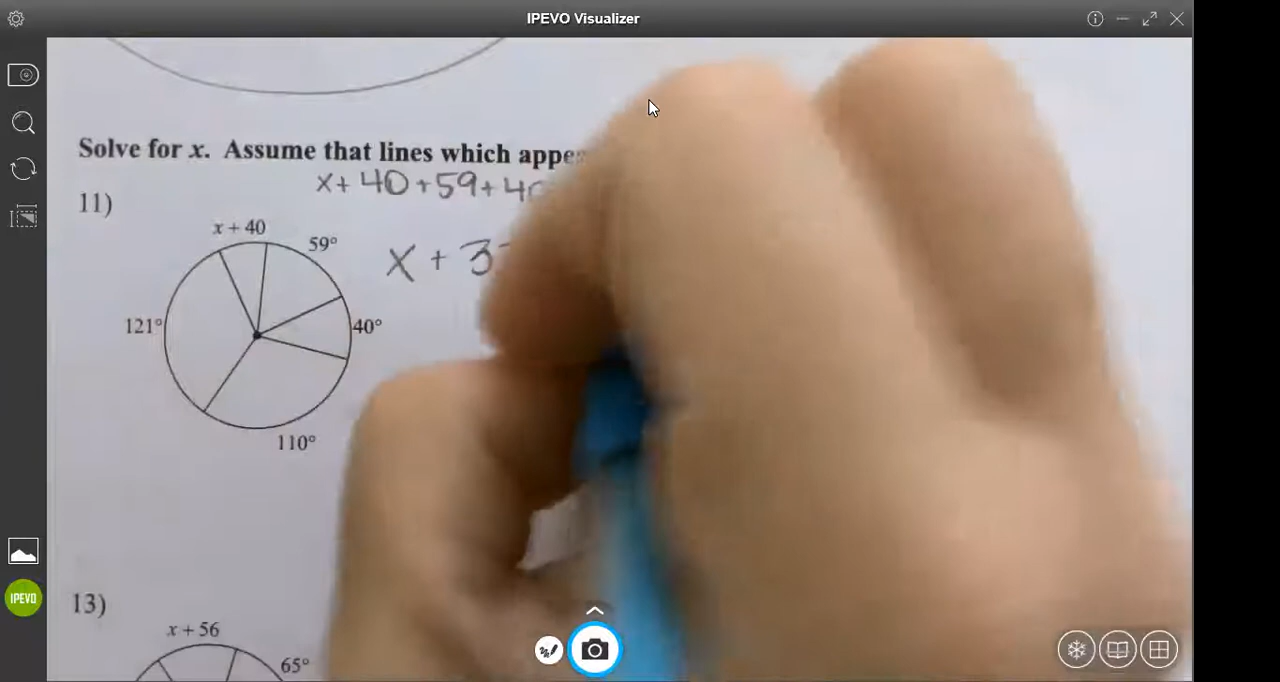 IPEVO Visualizer
Solve for x. Assume that lines which
x + 40 + 59 + 40
11)
x + 40
59°
x + 3
121°
40°
110°
IPEVO
13)
x + 56
65°